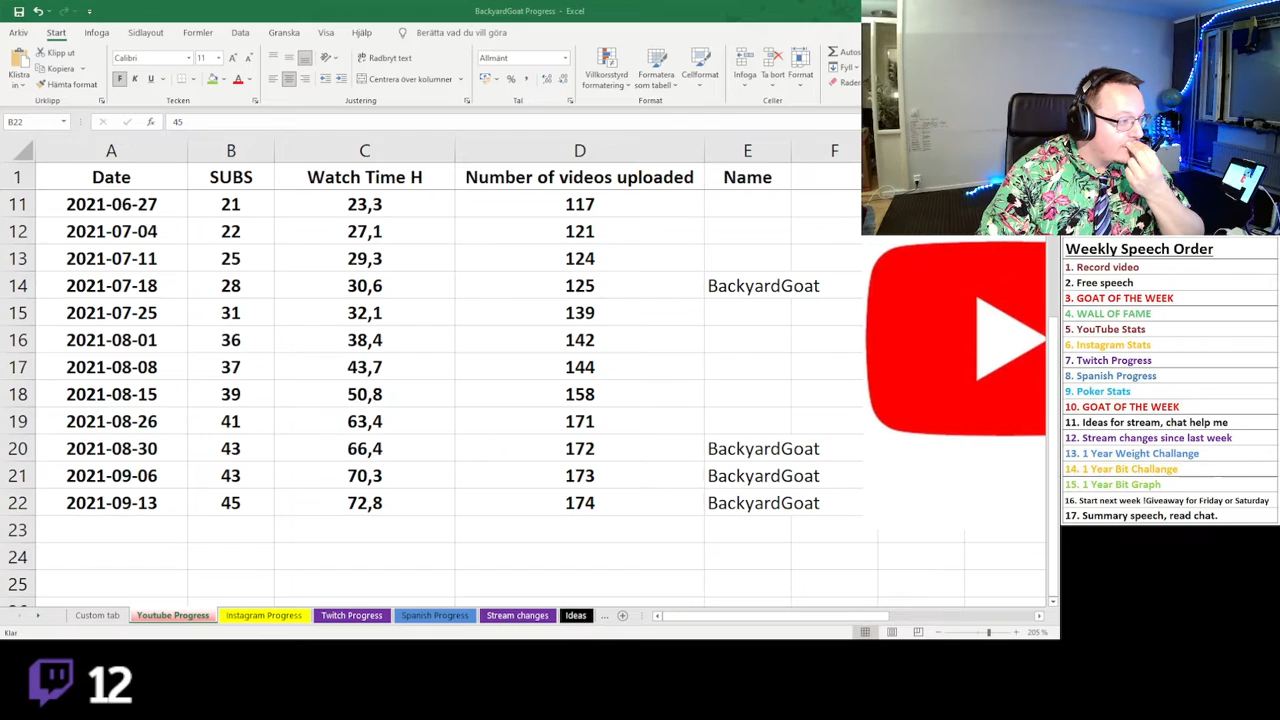 BackyardGoat Progress - Excel
Arkiv Start Infoga Sidlayout Formler Data Granska Visa Hjälp Berätta vad du vill göra
Klipp ut
Kopiera
Hämta format
Klistra in
Calibri 11
Radbryt text
Centrera över kolumner
Allmänt
Villkorsstyrd formatering
Formatera som tabell
Cellformat
Infoga Ta bort Format
Autos
Fyll
Rader
Urklipp Tecken Justering Tal Format Celler
B22 fx 45
A B C D E F
1 Date SUBS Watch Time H Number of videos uploaded Name
11 2021-06-27 21 23,3 117
12 2021-07-04 22 27,1 121
13 2021-07-11 25 29,3 124
14 2021-07-18 28 30,6 125 BackyardGoat
15 2021-07-25 31 32,1 139
16 2021-08-01 36 38,4 142
17 2021-08-08 37 43,7 144
18 2021-08-15 39 50,8 158
19 2021-08-26 41 63,4 171
20 2021-08-30 43 66,4 172 BackyardGoat
21 2021-09-06 43 70,3 173 BackyardGoat
22 2021-09-13 45 72,8 174 BackyardGoat
23
24
25
Custom tab Youtube Progress Instagram Progress Twitch Progress Spanish Progress Stream changes Ideas ...
Klar
205 %
Weekly Speech Order
1. Record video
2. Free speech
3. GOAT OF THE WEEK
4. WALL OF FAME
5. YouTube Stats
6. Instagram Stats
7. Twitch Progress
8. Spanish Progress
9. Poker Stats
10. GOAT OF THE WEEK
11. Ideas for stream, chat help me
12. Stream changes since last week
13. 1 Year Weight Challange
14. 1 Year Bit Challange
15. 1 Year Bit Graph
16. Start next week !Giveaway for Friday or Saturday
17. Summary speech, read chat.
12